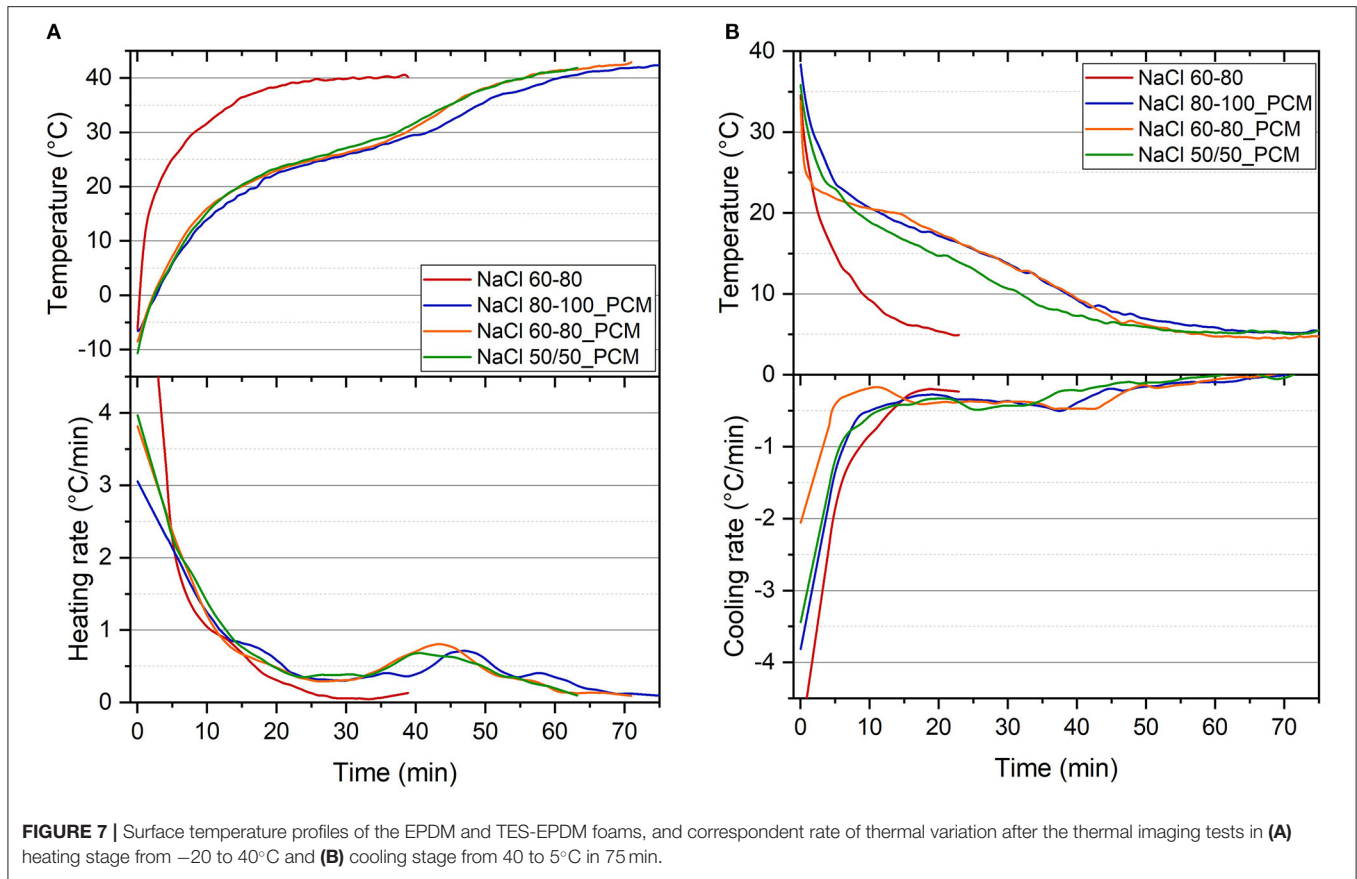 A
B
40
30
20
10
0
-10
Temperature (°C)
NaCl 60-80
NaCl 80-100_PCM
NaCl 60-80_PCM
NaCl 50/50_PCM
4
3
2
1
0
Heating rate (°C/min)
0 10 20 30 40 50 60 70
Time (min)
40
30
20
10
0
Temperature (°C)
NaCl 60-80
NaCl 80-100_PCM
NaCl 60-80_PCM
NaCl 50/50_PCM
0
-1
-2
-3
-4
Cooling rate (°C/min)
0 10 20 30 40 50 60 70
Time (min)
FIGURE 7 | Surface temperature profiles of the EPDM and TES-EPDM foams, and correspondent rate of thermal variation after the thermal imaging tests in (A)
heating stage from −20 to 40°C and (B) cooling stage from 40 to 5°C in 75 min.